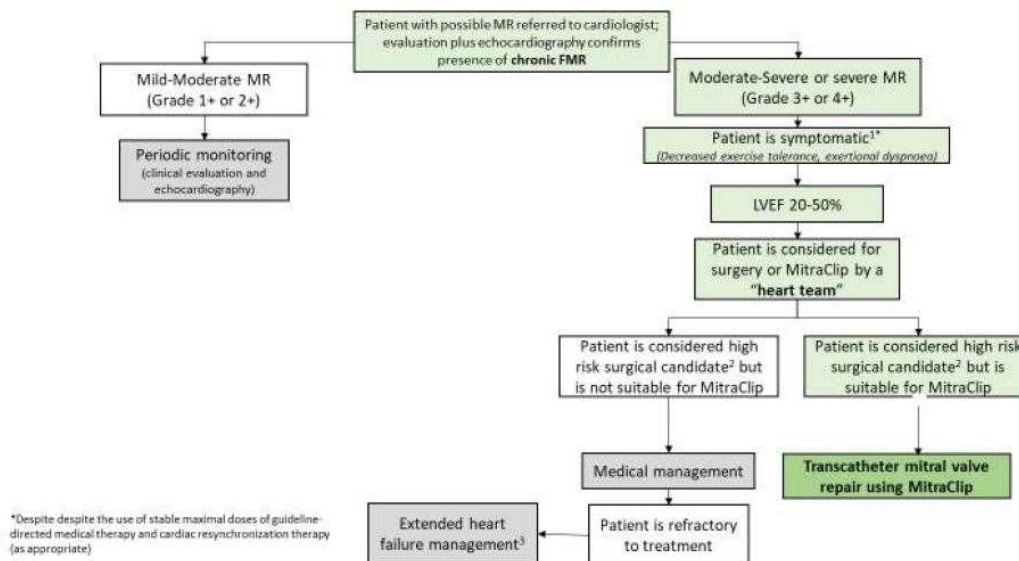 Patient with possible MR referred to cardiologist;
evaluation plus echocardiography confirms
presence of chronic FMR
Mild-Moderate MR
(Grade 1+ or 2+)
Moderate-Severe or severe MR
(Grade 3+ or 4+)
Periodic monitoring
(clinical evaluation and
echocardiography)
Patient is symptomatic¹*
(Decreased exercise tolerance, exertional dyspnoea)
LVEF 20-50%
Patient is considered for
surgery or MitraClip by a
“heart team”
Patient is considered high
risk surgical candidate² but
is not suitable for MitraClip
Patient is considered high risk
surgical candidate² but is
suitable for MitraClip
Medical management
Transcatheter mitral valve
repair using MitraClip
Patient is refractory
to treatment
Extended heart
failure management³
*Despite despite the use of stable maximal doses of guideline-
directed medical therapy and cardiac resynchronization therapy
(as appropriate)